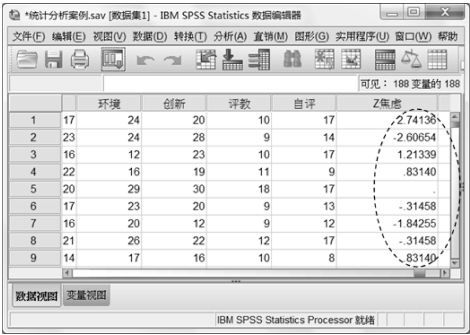 *统计分析案例.sav [数据集1] - IBM SPSS Statistics 数据编辑器
文件(F) 编辑(E) 视图(V) 数据(D) 转换(T) 分析(A) 直销(M) 图形(G) 实用程序(U) 窗口(W) 帮助
可见： 188 变量的 188
环境 创新 评数 自评 Z焦虑
1 17 24 20 10 17 2.74136
2 23 24 28 9 14 -2.60654
3 16 12 23 10 17 1.21339
4 22 16 19 11 9 .83140
5 20 29 30 18 17 .
6 17 23 20 9 13 -.31458
7 16 20 12 9 12 -1.84255
8 21 26 22 12 17 -.31458
9 14 17 16 10 8 .83140
数据视图 变量视图
IBM SPSS Statistics Processor 就绪